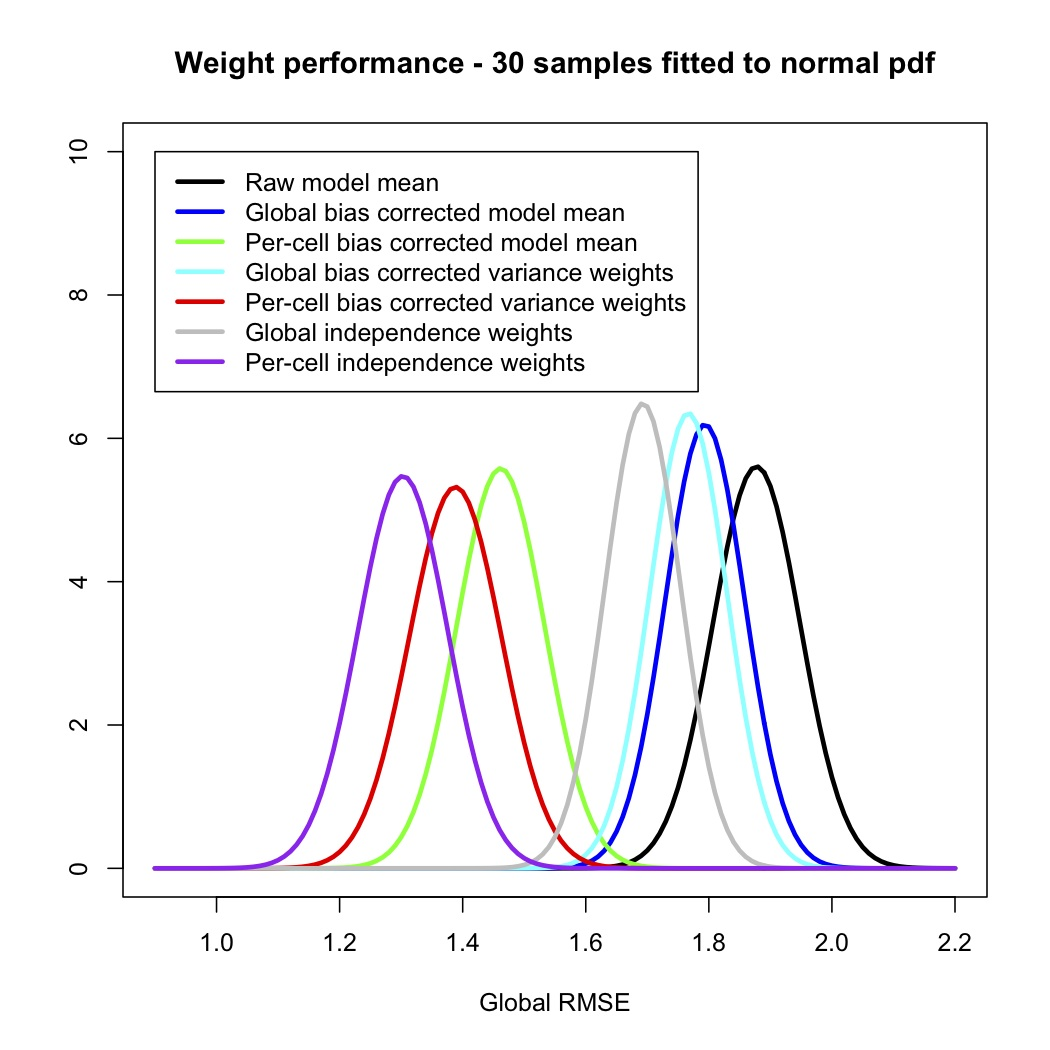 Weight performance - 30 samples fitted to normal pdf
10
8
6
4
2
0
Raw model mean
Global bias corrected model mean
Per-cell bias corrected model mean
Global bias corrected variance weights
Per-cell bias corrected variance weights
Global independence weights
Per-cell independence weights
1.0 1.2 1.4 1.6 1.8 2.0 2.2
Global RMSE